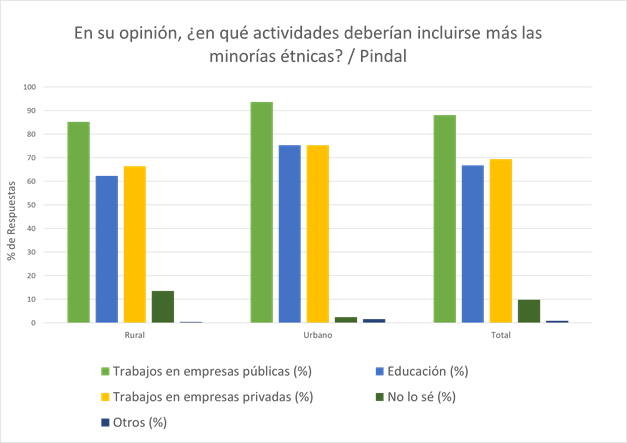 En su opinión, ¿en qué actividades deberían incluirse más las
minorías étnicas? / Pindal
100
90
80
70
60
50
40
30
20
10
0
% de Respuestas
Rural Urbano Total
Trabajos en empresas públicas (%) Educación (%)
Trabajos en empresas privadas (%) No lo sé (%)
Otros (%)